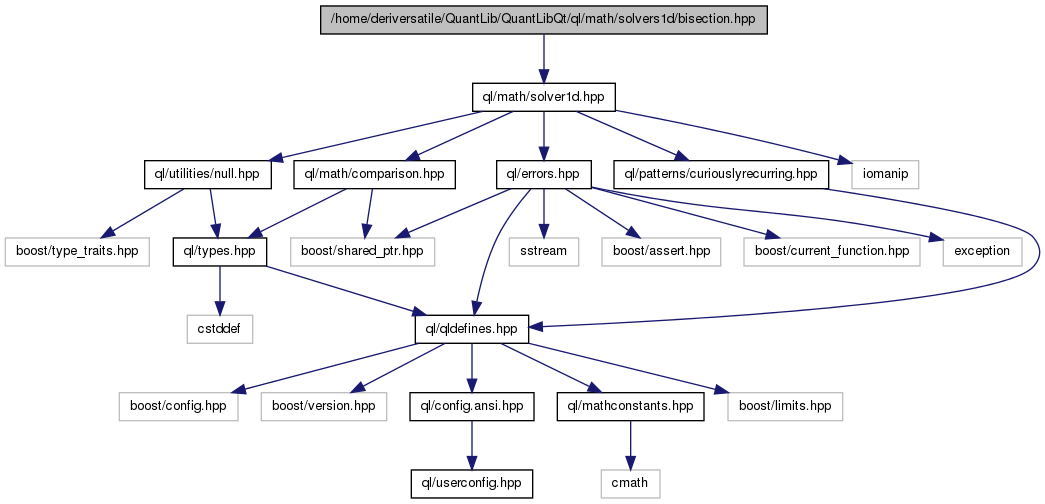 /home/deriversatile/QuantLib/QuantLibQt/ql/math/solvers1d/bisection.hpp
ql/math/solver1d.hpp
ql/utilities/null.hpp
ql/math/comparison.hpp
ql/errors.hpp
ql/patterns/curiouslyrecurring.hpp
iomanip
boost/type_traits.hpp
ql/types.hpp
boost/shared_ptr.hpp
sstream
boost/assert.hpp
boost/current_function.hpp
exception
cstddef
ql/qldefines.hpp
boost/config.hpp
boost/version.hpp
ql/config.ansi.hpp
ql/mathconstants.hpp
boost/limits.hpp
ql/userconfig.hpp
cmath